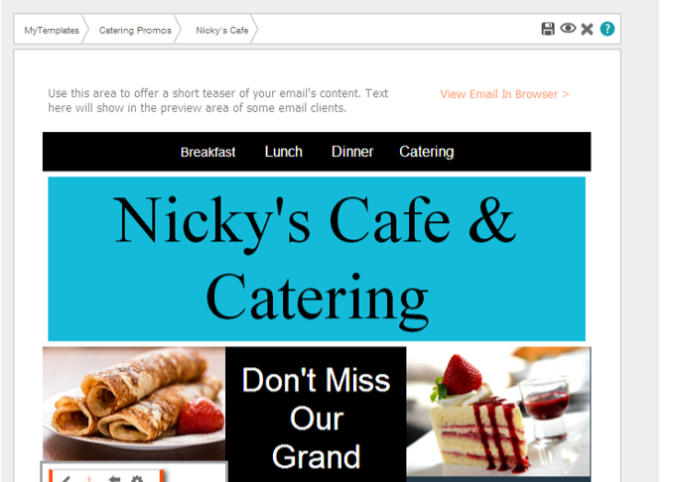 MyTemplates Catering Promos Nicky's Cafe ?
Use this area to offer a short teaser of your email's content. Text
here will show in the preview area of some email clients.
View Email In Browser >
Breakfast Lunch Dinner Catering
Nicky's Cafe &
Catering
Don't Miss
Our
Grand